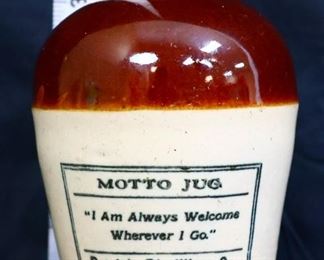 MOTTO JUG
"I Am Always Welcome
Wherever I Go."